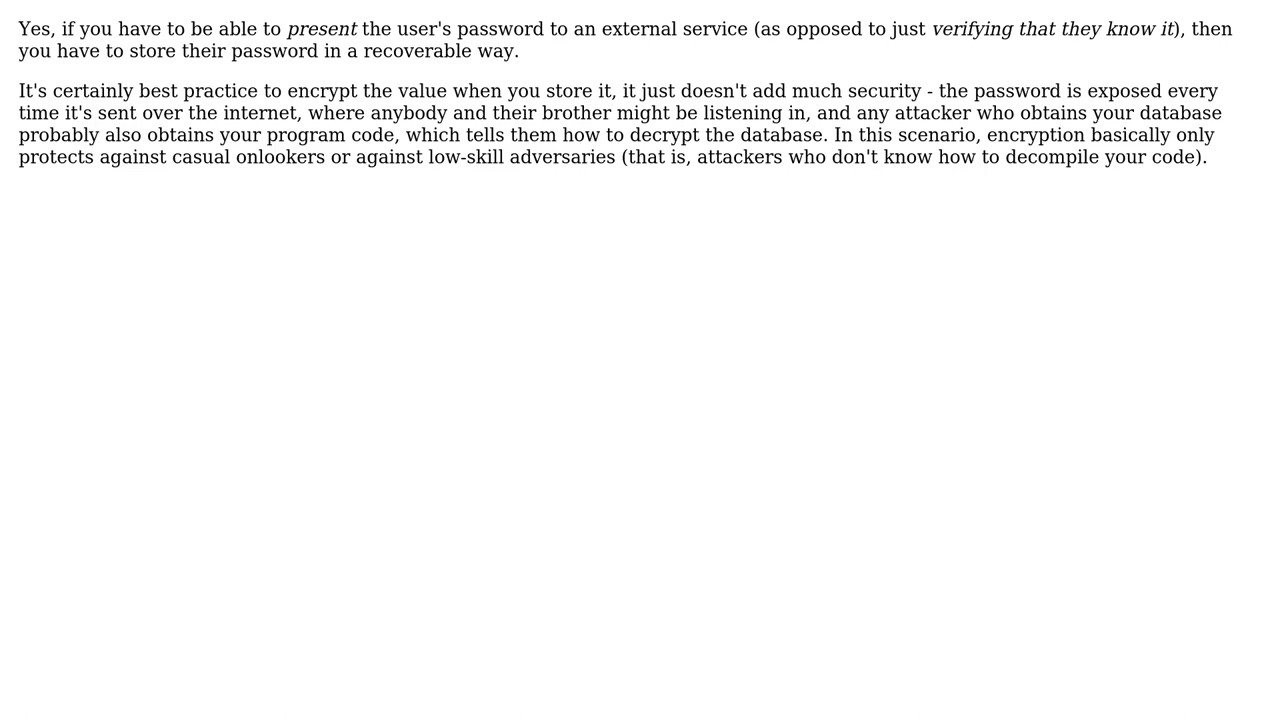 Yes, if you have to be able to present the user's password to an external service (as opposed to just verifying that they know it), then
you have to store their password in a recoverable way.
It's certainly best practice to encrypt the value when you store it, it just doesn't add much security - the password is exposed every
time it's sent over the internet, where anybody and their brother might be listening in, and any attacker who obtains your database
probably also obtains your program code, which tells them how to decrypt the database. In this scenario, encryption basically only
protects against casual onlookers or against low-skill adversaries (that is, attackers who don't know how to decompile your code).